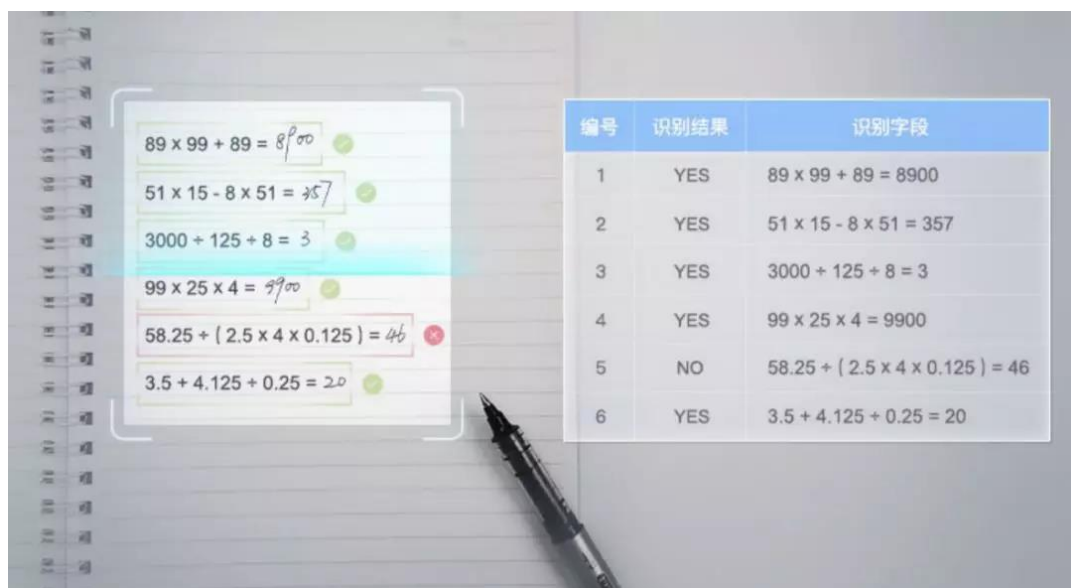 89 × 99 + 89 = 8900
51 × 15 - 8 × 51 = 357
3000 ÷ 125 ÷ 8 = 3
99 × 25 × 4 = 9900
58.25 ÷ ( 2.5 × 4 × 0.125 ) = 46
3.5 + 4.125 ÷ 0.25 = 20
编号 识别结果 识别字段
1 YES 89 × 99 + 89 = 8900
2 YES 51 × 15 - 8 × 51 = 357
3 YES 3000 ÷ 125 ÷ 8 = 3
4 YES 99 × 25 × 4 = 9900
5 NO 58.25 ÷ ( 2.5 × 4 × 0.125 ) = 46
6 YES 3.5 + 4.125 ÷ 0.25 = 20